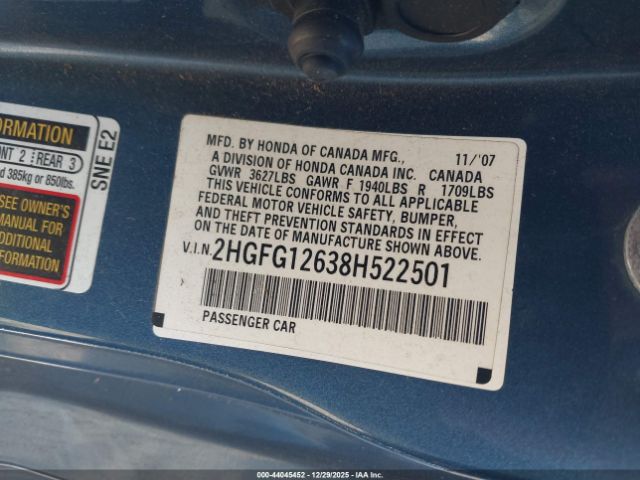 ORMATION
NT 2 REAR 3
d 385kg or 850lbs.
SEE OWNER'S
MANUAL FOR
ADDITIONAL
INFORMATION
SNE E2
MFD. BY HONDA OF CANADA MFG., 11/'07
A DIVISION OF HONDA CANADA INC. CANADA
GVWR 3627LBS GAWR F 1940LBS R 1709LBS
THIS VEHICLE CONFORMS TO ALL APPLICABLE
FEDERAL MOTOR VEHICLE SAFETY, BUMPER,
AND THEFT PREVENTION STANDARDS IN EFFECT
ON THE DATE OF MANUFACTURE SHOWN ABOVE.
V.I.N. 2HGFG12638H522501
PASSENGER CAR
000-44045452 | 12/29/2025 | IAA Inc.